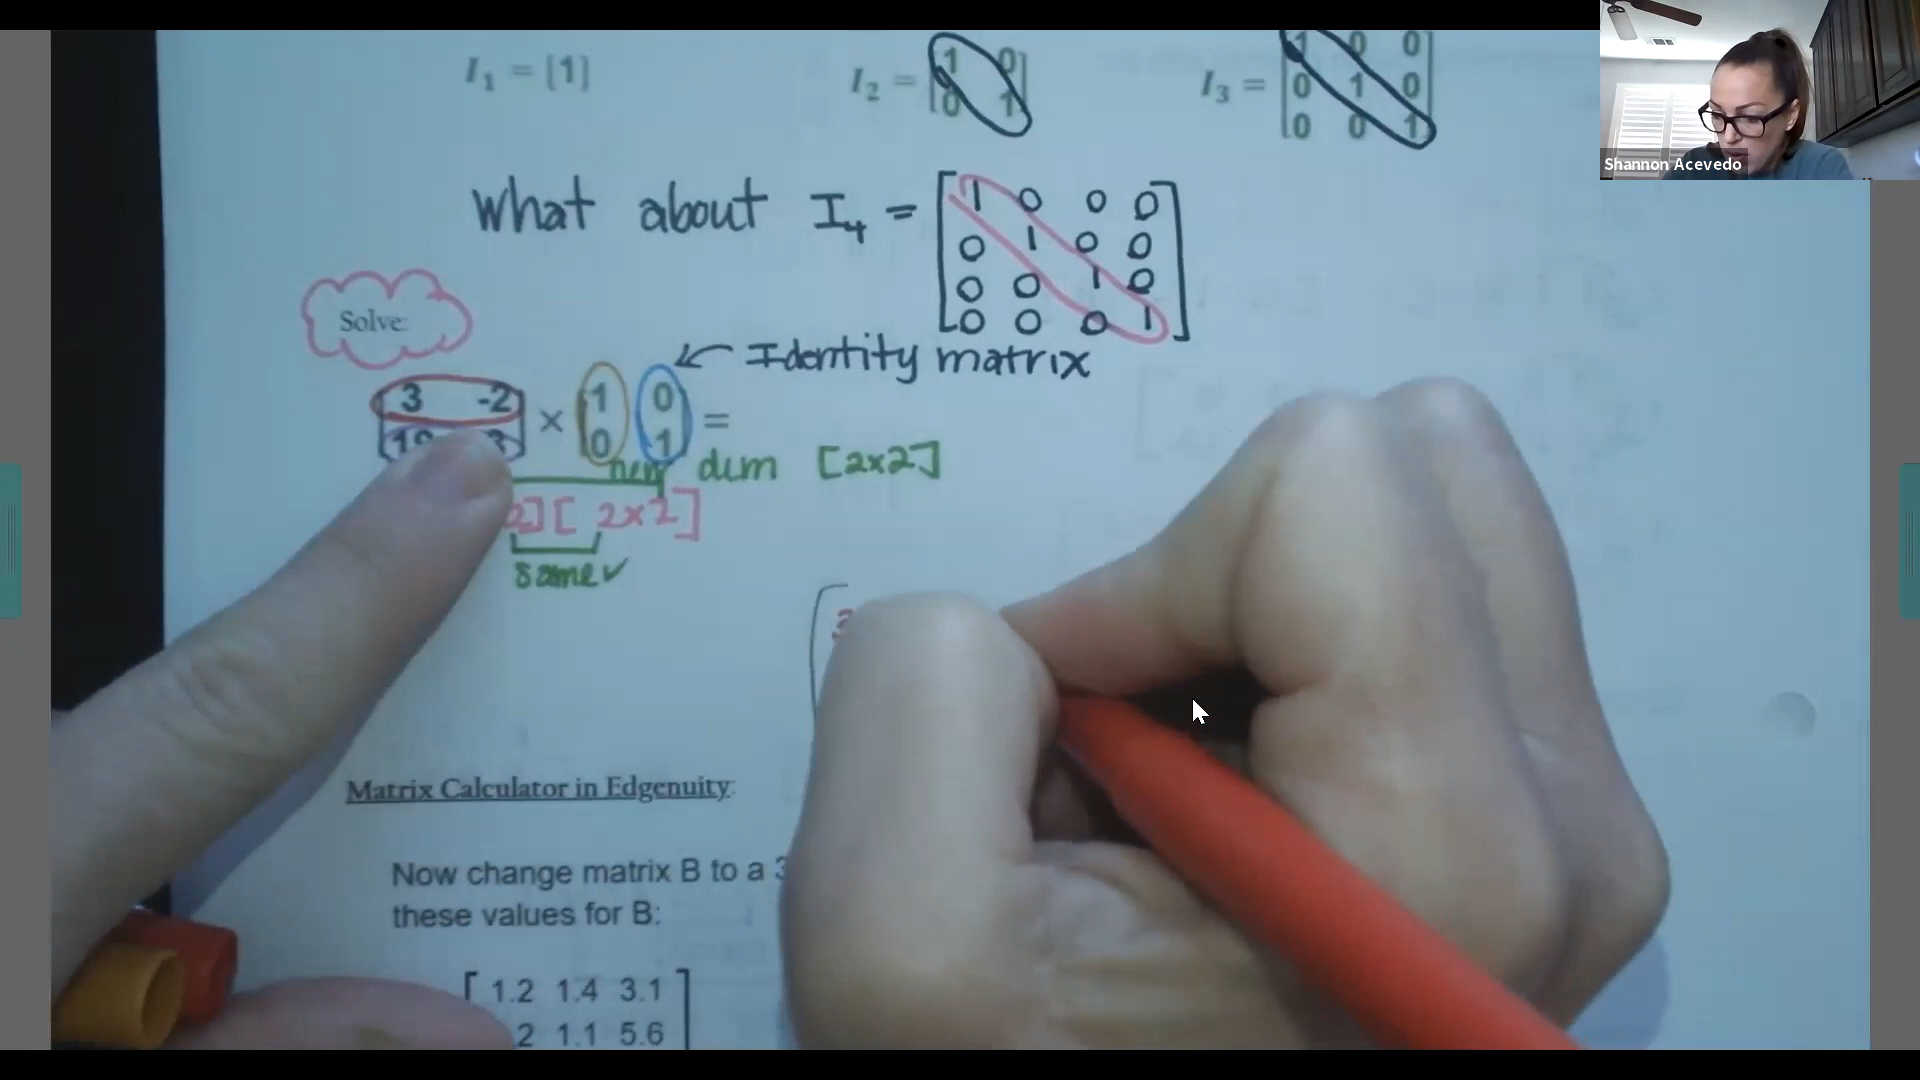 I1 = [1]
I2 = [1 0
0 1]
I3 = [1 0 0
0 1 0
0 0 1]
Shannon Acevedo
What about I4 = [1 0 0 0
0 1 0 0
0 0 1 0
0 0 0 1]
Solve:
Identity matrix
3 -2 × 1 0 =
0 1
new dim [2x2]
2][ 2x2]
same✓
3
Matrix Calculator in Edgenuity:
Now change matrix B to a 3
these values for B:
[1.2 1.4 3.1]
2 1.1 5.6